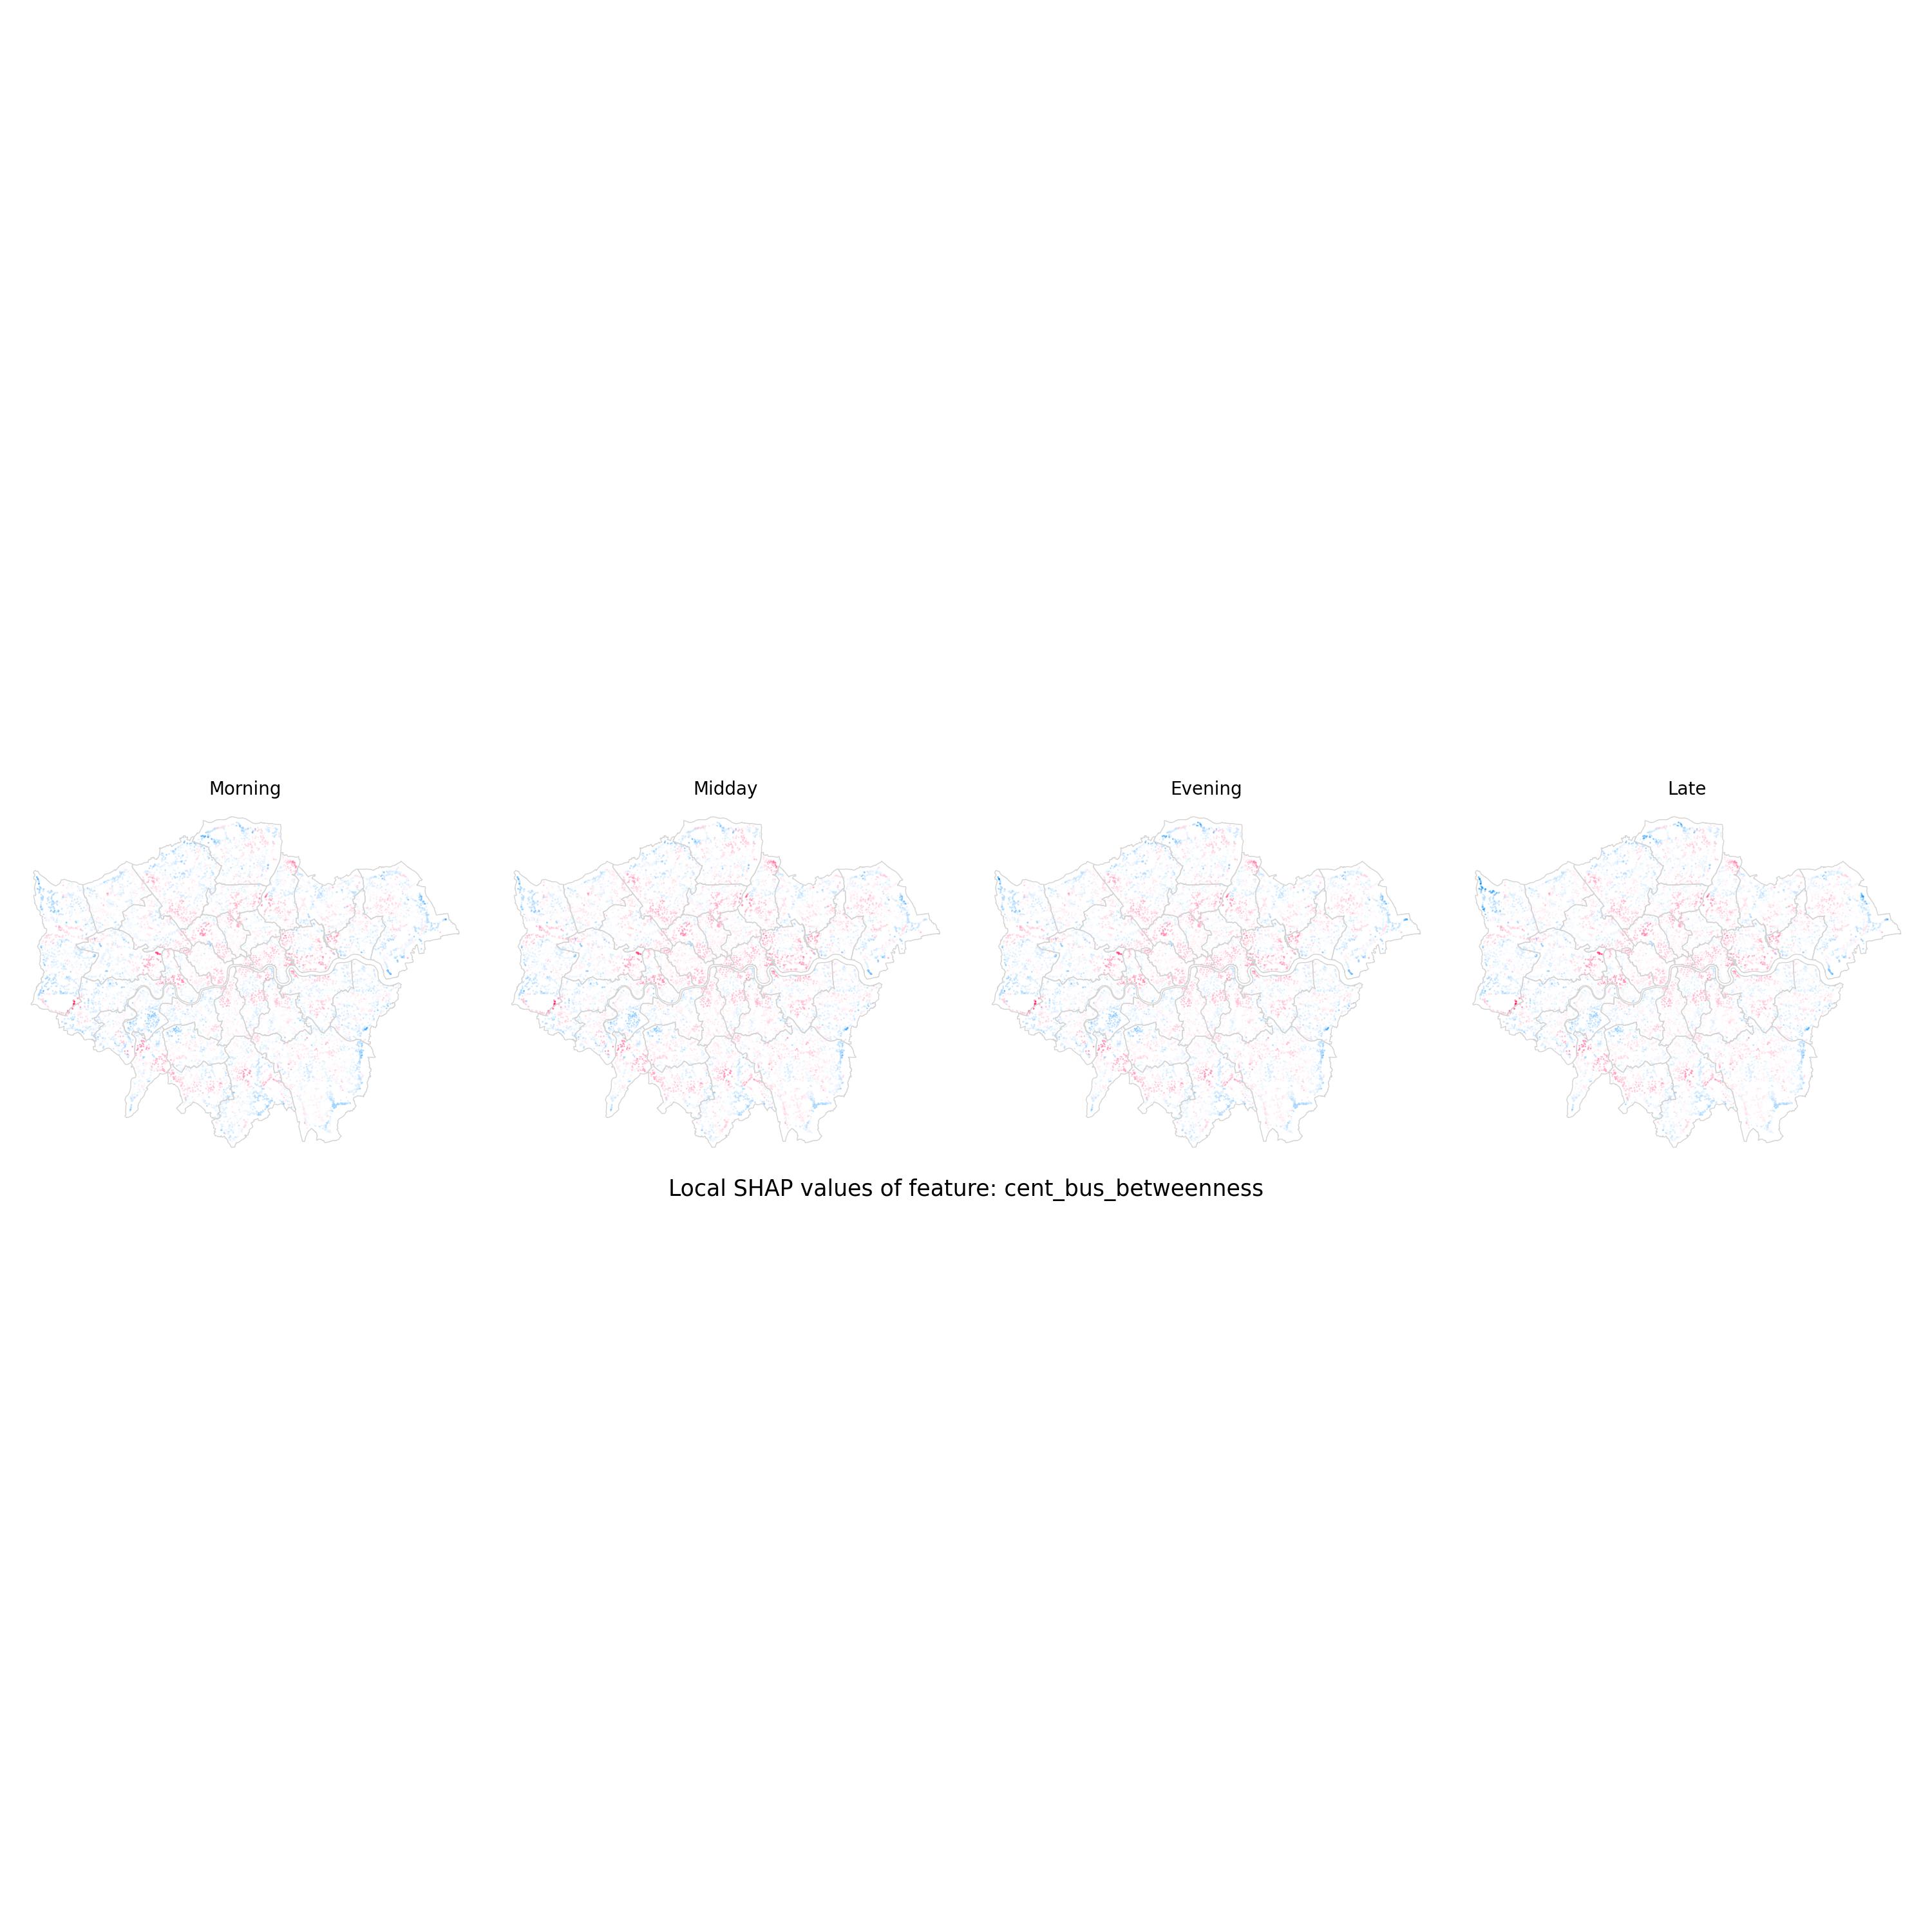 Morning
Midday
Evening
Late
Local SHAP values of feature: cent_bus_betweenness